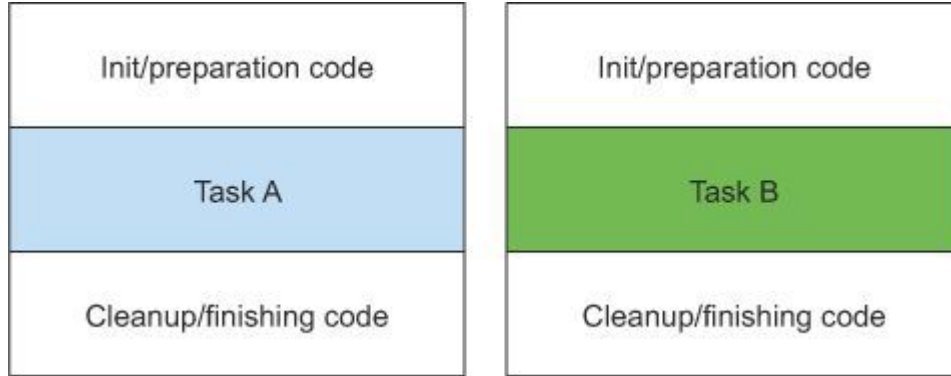 Init/preparation code
Task A
Cleanup/finishing code
Init/preparation code
Task B
Cleanup/finishing code